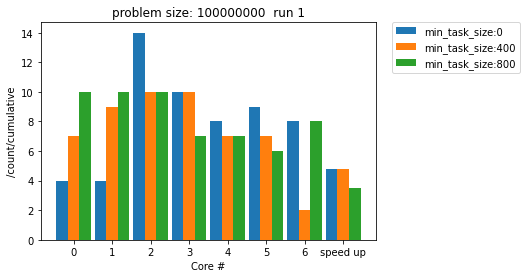 problem size: 100000000  run 1
min_task_size:0
min_task_size:400
min_task_size:800
/count/cumulative
14
12
10
8
6
4
2
0
0 1 2 3 4 5 6 speed up
Core #